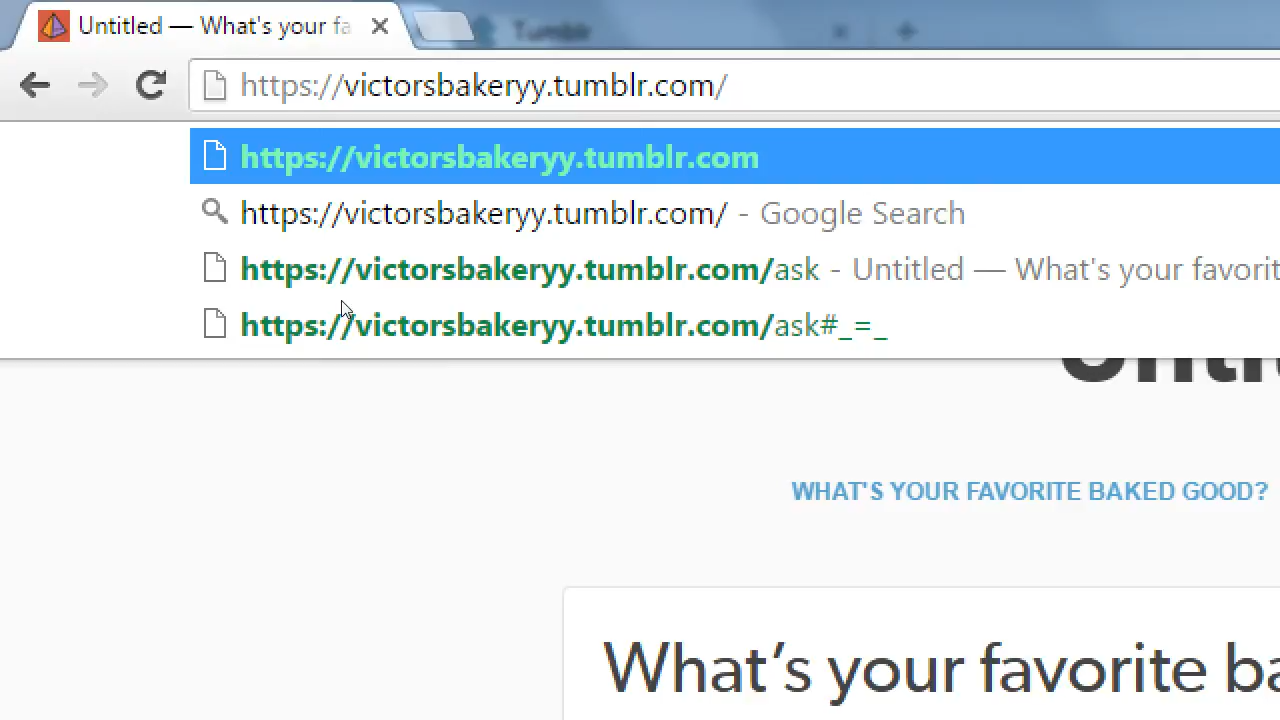 Untitled — What's your fa
Tumblr
https://victorsbakeryy.tumblr.com/
https://victorsbakeryy.tumblr.com
https://victorsbakeryy.tumblr.com/ - Google Search
https://victorsbakeryy.tumblr.com/ask - Untitled — What's your favorit
https://victorsbakeryy.tumblr.com/ask#_=_
WHAT'S YOUR FAVORITE BAKED GOOD?
What's your favorite ba